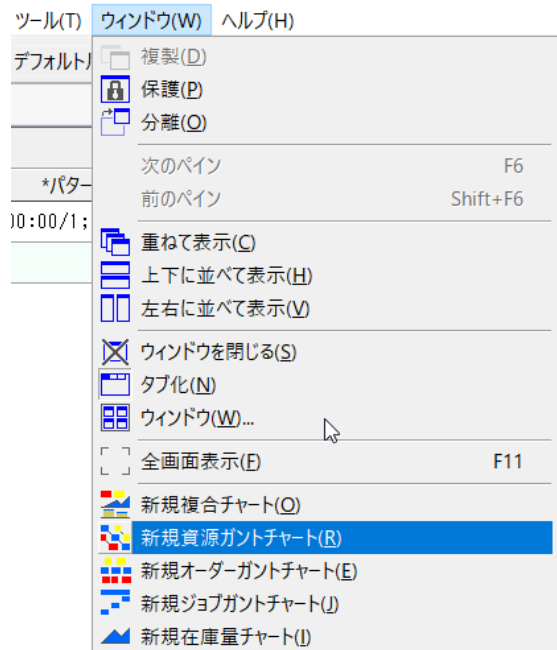 ツール(T) ウィンドウ(W) ヘルプ(H)
デフォルト
複製(D)
保護(P)
分離(O)
次のペイン F6
*パター
前のペイン Shift+F6
00:00/1;
重ねて表示(C)
上下に並べて表示(H)
左右に並べて表示(V)
ウィンドウを閉じる(S)
タブ化(N)
ウィンドウ(W)...
全画面表示(F) F11
新規複合チャート(O)
新規資源ガントチャート(R)
新規オーダーガントチャート(E)
新規ジョブガントチャート(J)
新規在庫量チャート(I)